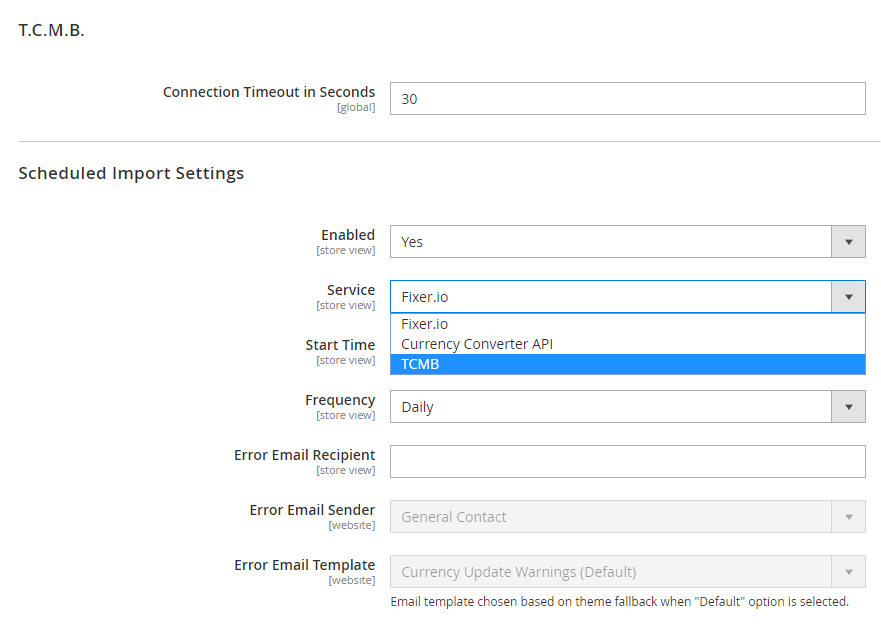 T.C.M.B.
Connection Timeout in Seconds
[global]
30
Scheduled Import Settings
Enabled
[store view]
Yes
Service
[store view]
Fixer.io
Fixer.io
Currency Converter API
TCMB
Start Time
[store view]
Frequency
[store view]
Daily
Error Email Recipient
[store view]
Error Email Sender
[website]
General Contact
Error Email Template
[website]
Currency Update Warnings (Default)
Email template chosen based on theme fallback when "Default" option is selected.